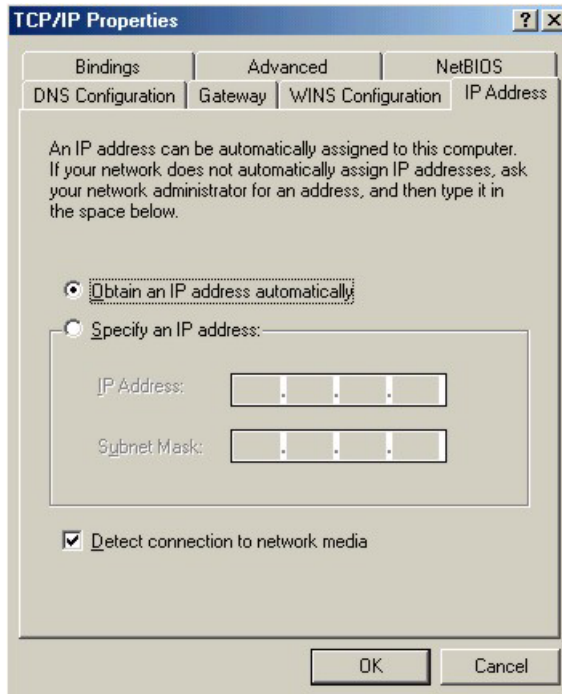 TCP/IP Properties
Bindings
Advanced
NetBIOS
DNS Configuration
Gateway
WINS Configuration
IP Address
An IP address can be automatically assigned to this computer.
If your network does not automatically assign IP addresses, ask
your network administrator for an address, and then type it in
the space below.
Obtain an IP address automatically
Specify an IP address:
IP Address:
Subnet Mask:
Detect connection to network media
OK
Cancel